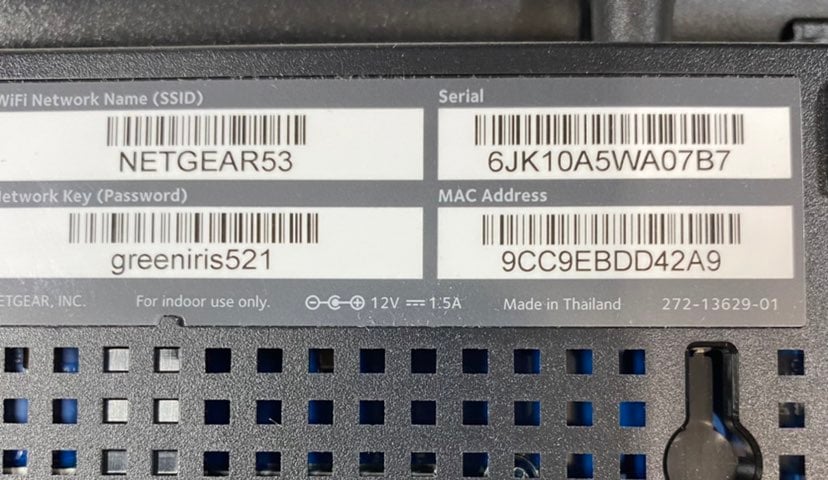 WiFi Network Name (SSID)
NETGEAR53
Serial
6JK10A5WA07B7
Network Key (Password)
greeniris521
MAC Address
9CC9EBDD42A9
ETGEAR, INC. For indoor use only. 12V 1.5A Made in Thailand 272-13629-01